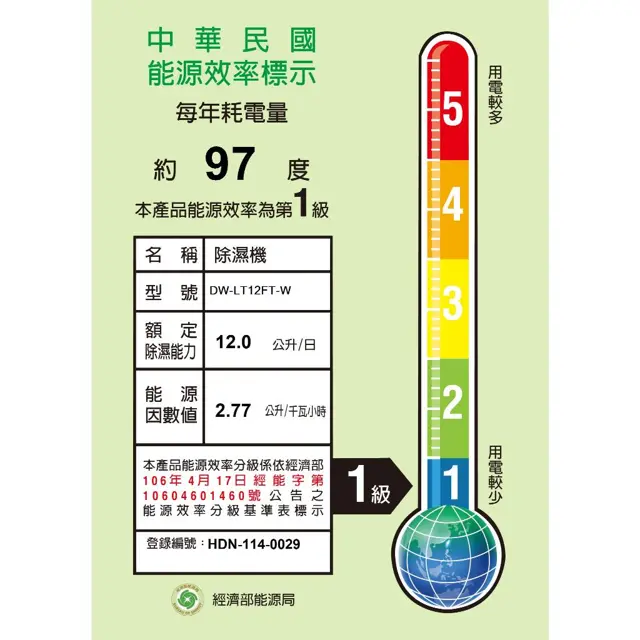 中華民國
能源效率標示
每年耗電量
約 97 度
本產品能源效率為第1級
名稱 除濕機
型號 DW-LT12FT-W
額定
除濕能力 12.0 公升/日
能源
因數值 2.77 公升/千瓦小時
本產品能源效率分級係依經濟部
106年4月17日經能字第
10604601460號公告之
能源效率分級基準表標示
登錄編號：HDN-114-0029
經濟部能源局
用電較多
5
4
3
2
1
用電較少
1級